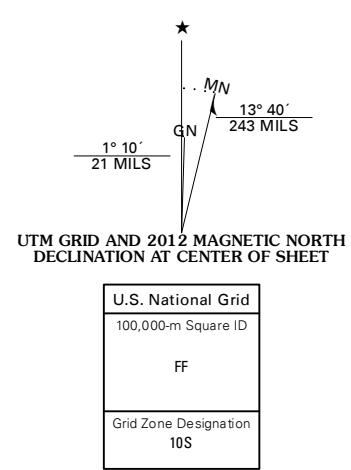 ★
MN
13° 40´
243 MILS
GN
1° 10´
21 MILS
UTM GRID AND 2012 MAGNETIC NORTH
DECLINATION AT CENTER OF SHEET
U.S. National Grid
100,000-m Square ID
FF
Grid Zone Designation
10S